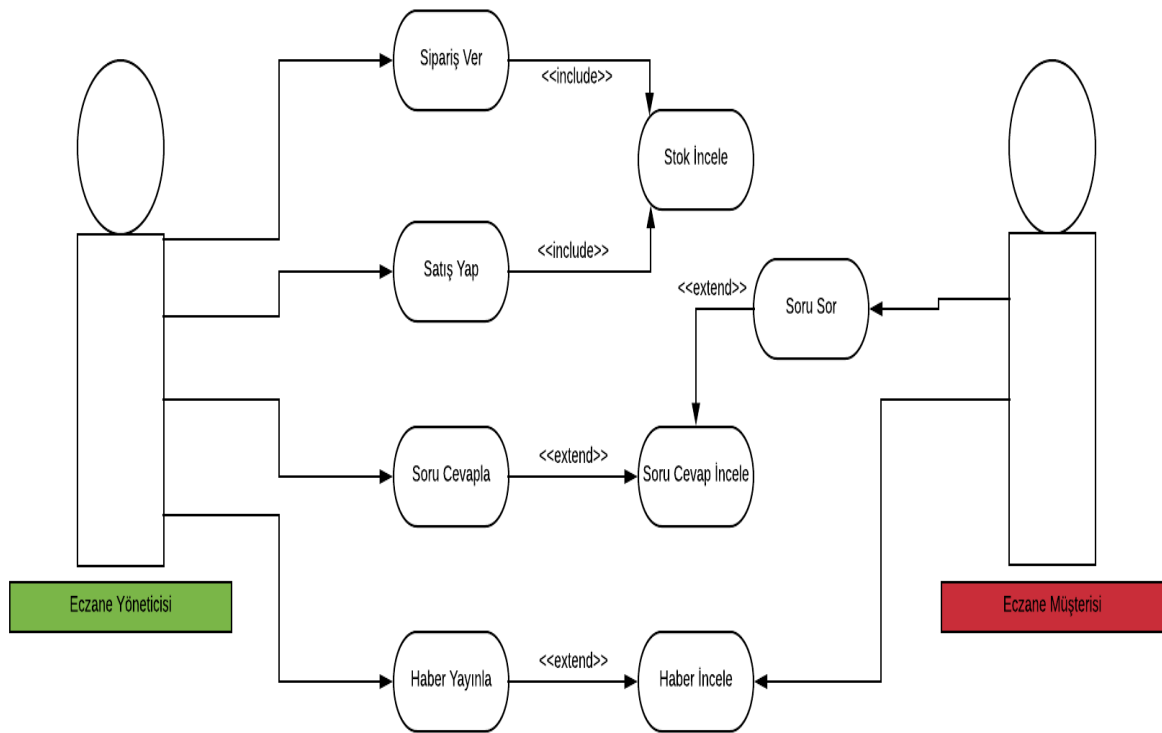 Sipariş Ver
<<include>>
Stok İncele
Satış Yap
<<include>>
<<extend>>
Soru Sor
Soru Cevapla
<<extend>>
Soru Cevap İncele
Eczane Yöneticisi
Eczane Müşterisi
Haber Yayınla
<<extend>>
Haber İncele